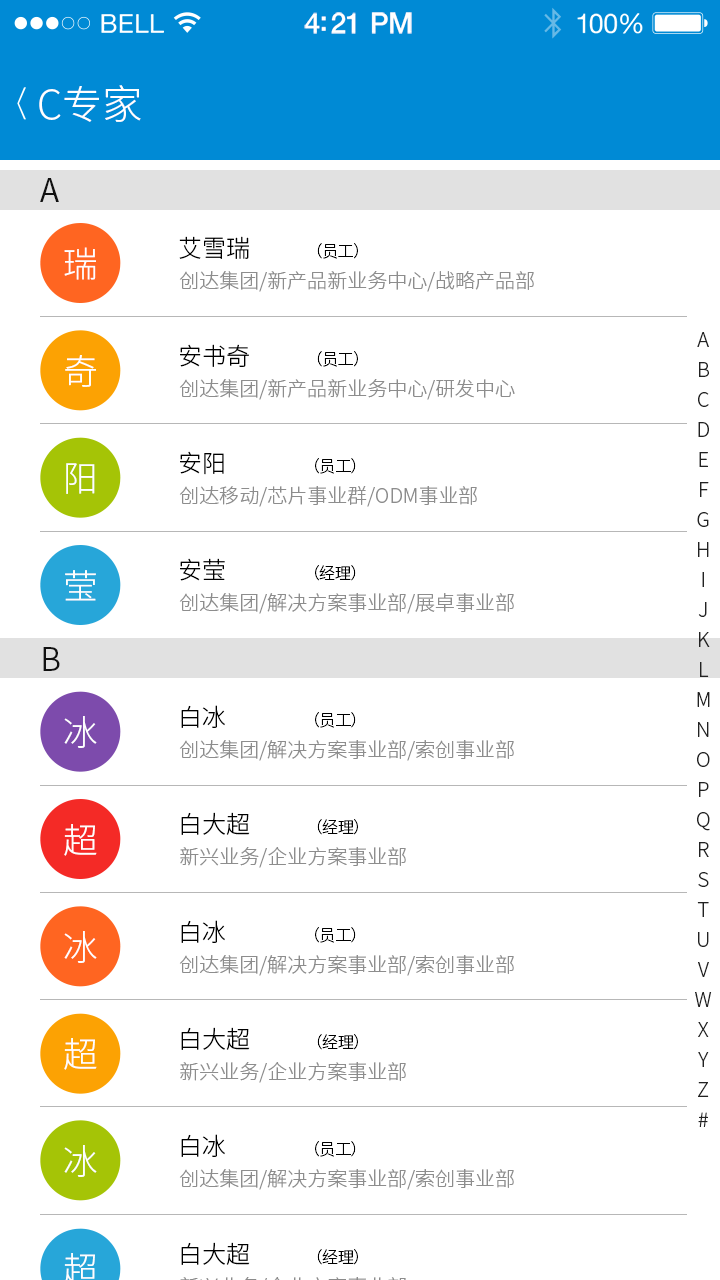 BELL 4:21 PM 100%
〈 C专家
A
瑞 艾雪瑞 （员工）
创达集团/新产品新业务中心/战略产品部
奇 安书奇 （员工）
创达集团/新产品新业务中心/研发中心
阳 安阳 （员工）
创达移动/芯片事业群/ODM事业部
莹 安莹 （经理）
创达集团/解决方案事业部/展卓事业部
B
冰 白冰 （员工）
创达集团/解决方案事业部/索创事业部
超 白大超 （经理）
新兴业务/企业方案事业部
冰 白冰 （员工）
创达集团/解决方案事业部/索创事业部
超 白大超 （经理）
新兴业务/企业方案事业部
冰 白冰 （员工）
创达集团/解决方案事业部/索创事业部
超 白大超 （经理）
A
B
C
D
E
F
G
H
I
J
K
L
M
N
O
P
Q
R
S
T
U
V
W
X
Y
Z
#